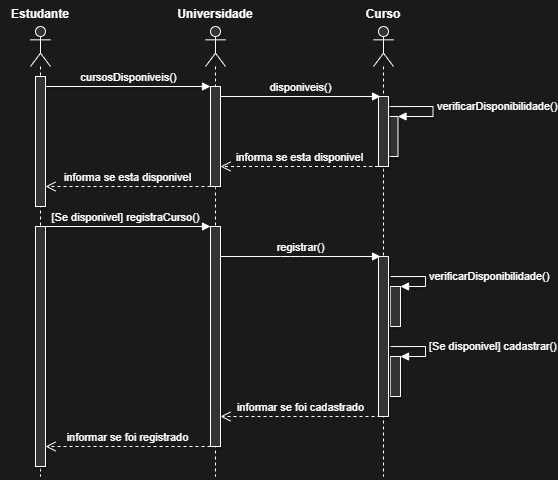 Estudante
Universidade
Curso
cursosDisponiveis()
disponiveis()
verificarDisponibilidade()
informa se esta disponivel
informa se esta disponivel
[Se disponivel] registraCurso()
registrar()
verificarDisponibilidade()
[Se disponivel] cadastrar()
informar se foi cadastrado
informar se foi registrado